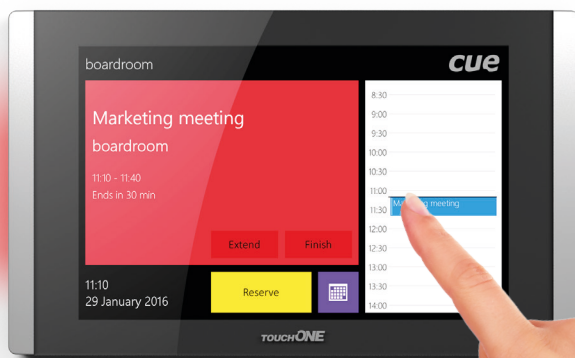 boardroom
cue
Marketing meeting
boardroom
11:10 - 11:40
Ends in 30 min
Extend
Finish
11:10
29 January 2016
Reserve
8:30
9:00
9:30
10:00
10:30
11:00
Marketing meeting
11:30
12:00
12:30
13:00
13:30
14:00
TOUCHONE